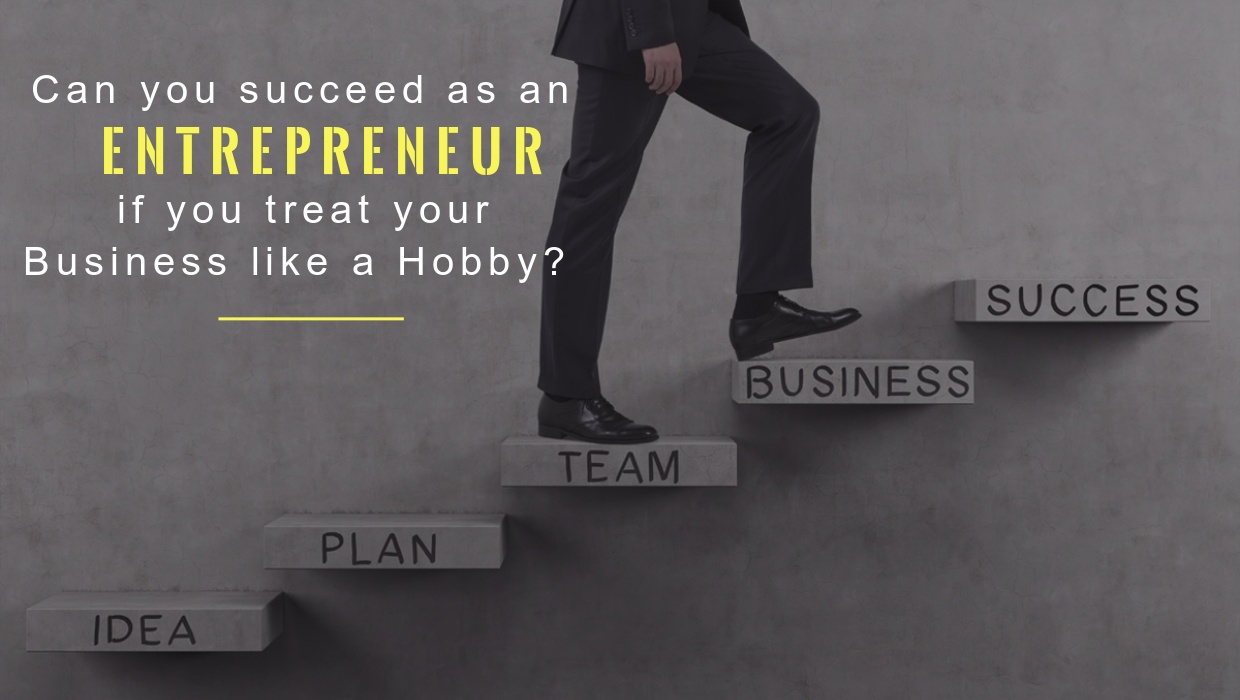 Can you succeed as an
ENTREPRENEUR
if you treat your
Business like a Hobby?
SUCCESS
BUSINESS
TEAM
PLAN
IDEA